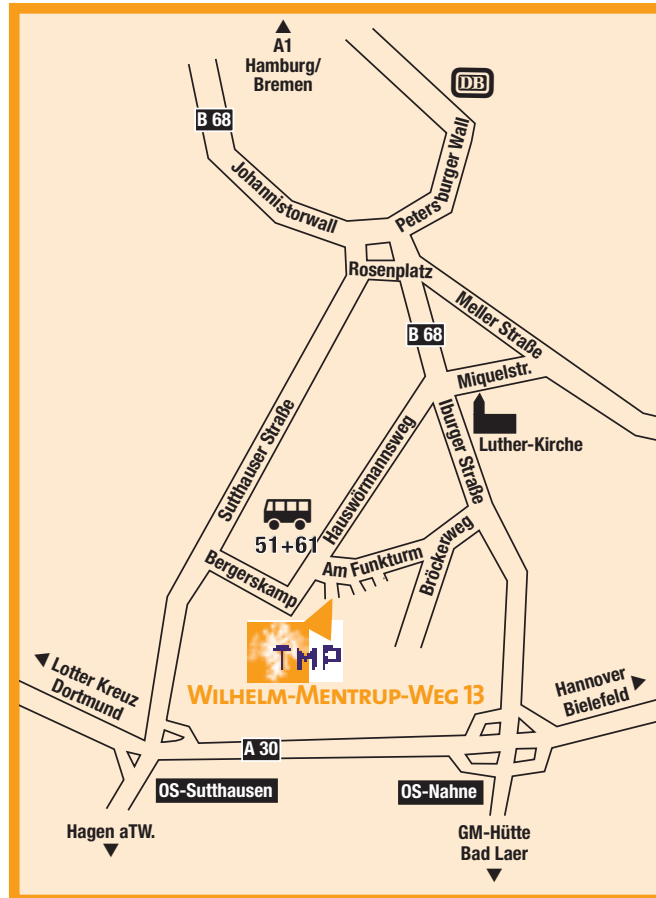 A1
Hamburg/
Bremen
DB
B 68
Johannistorwall
Petersburger Wall
Rosenplatz
Meller Straße
B 68
Miquelstr.
Luther-Kirche
Iburger Straße
Sutthauser Straße
Hauswörmannsweg
51+61
Am Funkturm
Bröckerweg
Bergerskamp
TMP
WILHELM-MENTRUP-WEG 13
Lotter Kreuz
Dortmund
Hannover
Bielefeld
A 30
OS-Sutthausen
OS-Nahne
Hagen aTW.
GM-Hütte
Bad Laer